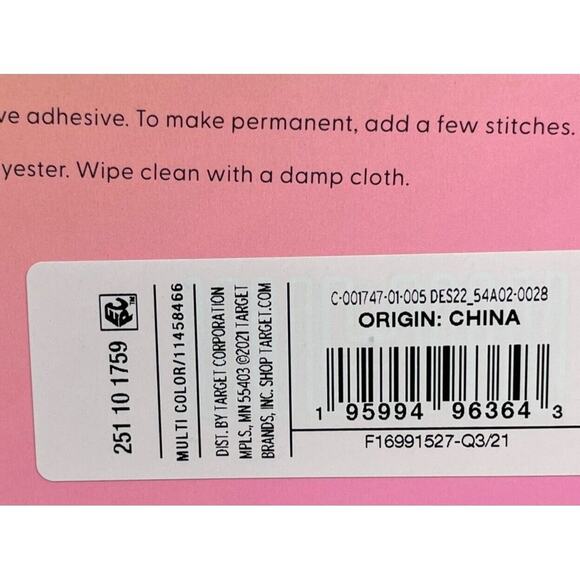 ve adhesive. To make permanent, add a few stitches.
yester. Wipe clean with a damp cloth.
251 10 1759 EPC
MULTI COLOR/11458466
DIST. BY TARGET CORPORATION
MPLS., MN 55403 ©2021 TARGET
BRANDS, INC. SHOP TARGET.COM
C-001747-01-005 DES22_54A02-0028
ORIGIN: CHINA
1 95994 96364 3
F16991527-Q3/21